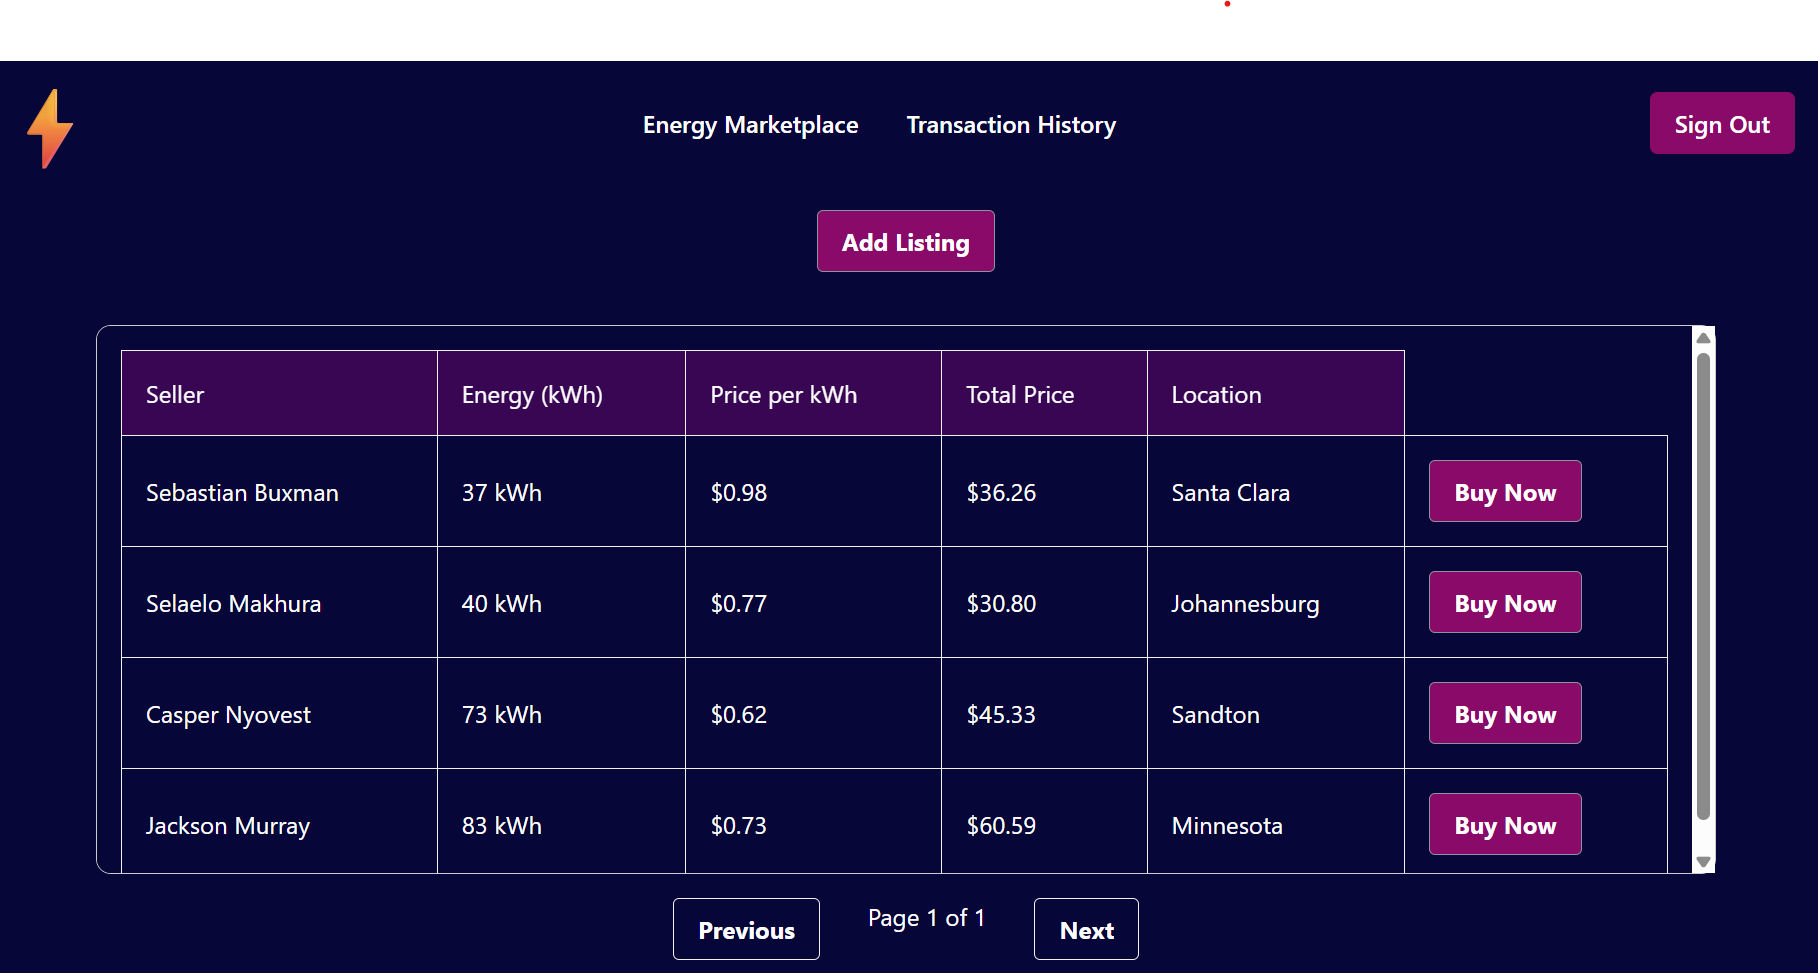 Energy Marketplace Transaction History Sign Out
Add Listing
Seller Energy (kWh) Price per kWh Total Price Location
Sebastian Buxman 37 kWh $0.98 $36.26 Santa Clara Buy Now
Selaelo Makhura 40 kWh $0.77 $30.80 Johannesburg Buy Now
Casper Nyovest 73 kWh $0.62 $45.33 Sandton Buy Now
Jackson Murray 83 kWh $0.73 $60.59 Minnesota Buy Now
Previous Page 1 of 1 Next